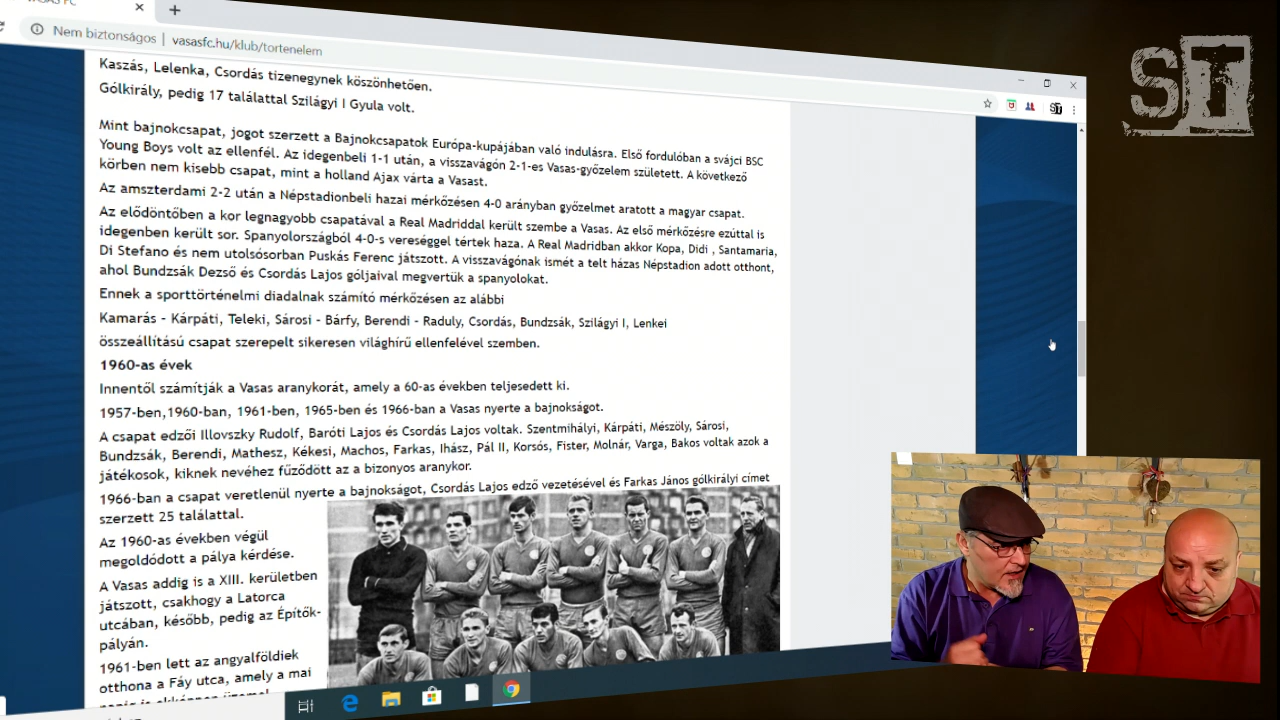 VASAS FC
Nem biztonságos | vasasfc.hu/klub/tortenelem
ST
Kaszás, Lelenka, Csordás tizenegynek köszönhetően.
Gólkirály, pedig 17 találattal Szilágyi I Gyula volt.
Mint bajnokcsapat, jogot szerzett a Bajnokcsapatok Európa-kupájában való indulásra. Első fordulóban a svájci BSC
Young Boys volt az ellenfél. Az idegenbeli 1-1 után, a visszavágón 2-1-es Vasas-győzelem született. A következő
körben nem kisebb csapat, mint a holland Ajax várta a Vasast.
Az amszterdami 2-2 után a Népstadionbeli hazai mérkőzésen 4-0 arányban győzelmet aratott a magyar csapat.
Az elődöntőben a kor legnagyobb csapatával a Real Madriddal került szembe a Vasas. Az első mérkőzésre ezúttal is
idegenben került sor. Spanyolországból 4-0-s vereséggel tértek haza. A Real Madridban akkor Kopa, Didi , Santamaria,
Di Stefano és nem utolsósorban Puskás Ferenc játszott. A visszavágónak ismét a telt házas Népstadion adott otthont,
ahol Bundzsák Dezső és Csordás Lajos góljaival megvertük a spanyolokat.
Ennek a sporttörténelmi diadalnak számító mérkőzésen az alábbi
Kamarás - Kárpáti, Teleki, Sárosi - Bárfy, Berendi - Raduly, Csordás, Bundzsák, Szilágyi I, Lenkei
összeállítású csapat szerepelt sikeresen világhírű ellenfelével szemben.
1960-as évek
Innentől számítják a Vasas aranykorát, amely a 60-as években teljesedett ki.
1957-ben,1960-ban, 1961-ben, 1965-ben és 1966-ban a Vasas nyerte a bajnokságot.
A csapat edzői Illovszky Rudolf, Baróti Lajos és Csordás Lajos voltak. Szentmihályi, Kárpáti, Mészöly, Sárosi,
Bundzsák, Berendi, Mathesz, Kékesi, Machos, Farkas, Ihász, Pál II, Korsós, Fister, Molnár, Varga, Bakos voltak azok a
játékosok, kiknek nevéhez fűződött az a bizonyos aranykor.
1966-ban a csapat veretlenül nyerte a bajnokságot, Csordás Lajos edző vezetésével és Farkas János gólkirályi címet
szerzett 25 találattal.
Az 1960-as években végül
megoldódott a pálya kérdése.
A Vasas addig is a XIII. kerületben
játszott, csakhogy a Latorca
utcában, később, pedig az Építők-
pályán.
1961-ben lett az angyalföldiek
otthona a Fáy utca, amely a mai